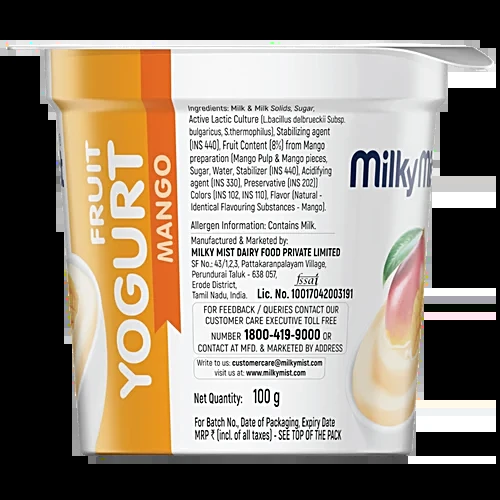 FRUIT
YOGURT
MANGO
Ingredients: Milk & Milk Solids, Sugar,
Active Lactic Culture (L.bacillus delbrueckii Subsp.
bulgaricus, S.thermophilus), Stabilizing agent
(INS 440), Fruit Content (8%) from Mango
preparation (Mango Pulp & Mango pieces,
Sugar, Water, Stabilizer (INS 440), Acidifying
agent (INS 330), Preservative (INS 202))
Colors (INS 102, INS 110), Flavor (Natural -
Identical Flavouring Substances - Mango).
Allergen Information: Contains Milk.
Manufactured & Marketed by:
MILKY MIST DAIRY FOOD PRIVATE LIMITED
SF No.: 43/1,2,3, Pattakaranpalayam Village,
Perundurai Taluk - 638 057,
Erode District,
Tamil Nadu, India.
fssai
Lic. No. 10017042003191
FOR FEEDBACK / QUERIES CONTACT OUR
CUSTOMER CARE EXECUTIVE TOLL FREE
NUMBER 1800-419-9000 OR
CONTACT AT MFD. & MARKETED BY ADDRESS
Write to us: customercare@milkymist.com
visit us at: www.milkymist.com
Net Quantity: 100 g
For Batch No., Date of Packaging, Expiry Date
MRP ₹ (incl. of all taxes) - SEE TOP OF THE PACK
MilkyM